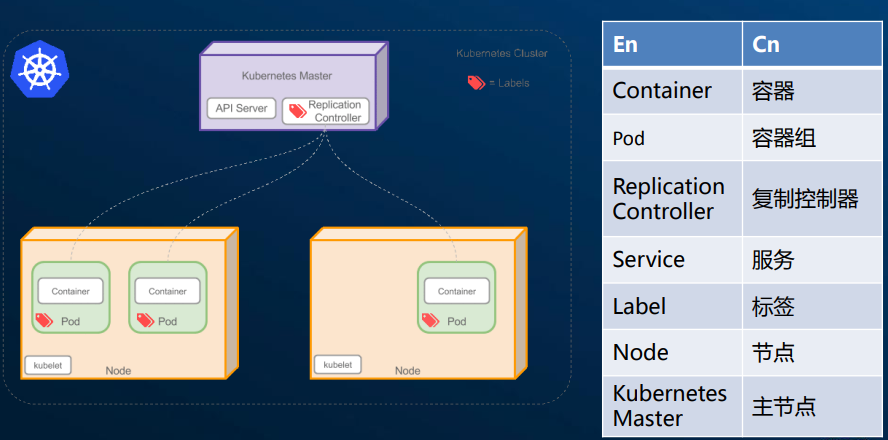 Kubernetes Cluster
= Labels
Kubernetes Master
API Server
Replication
Controller
Container
Pod
Container
Pod
kubelet
Node
Container
Pod
kubelet
Node
En Cn
Container 容器
Pod 容器组
Replication
Controller 复制控制器
Service 服务
Label 标签
Node 节点
Kubernetes
Master 主节点